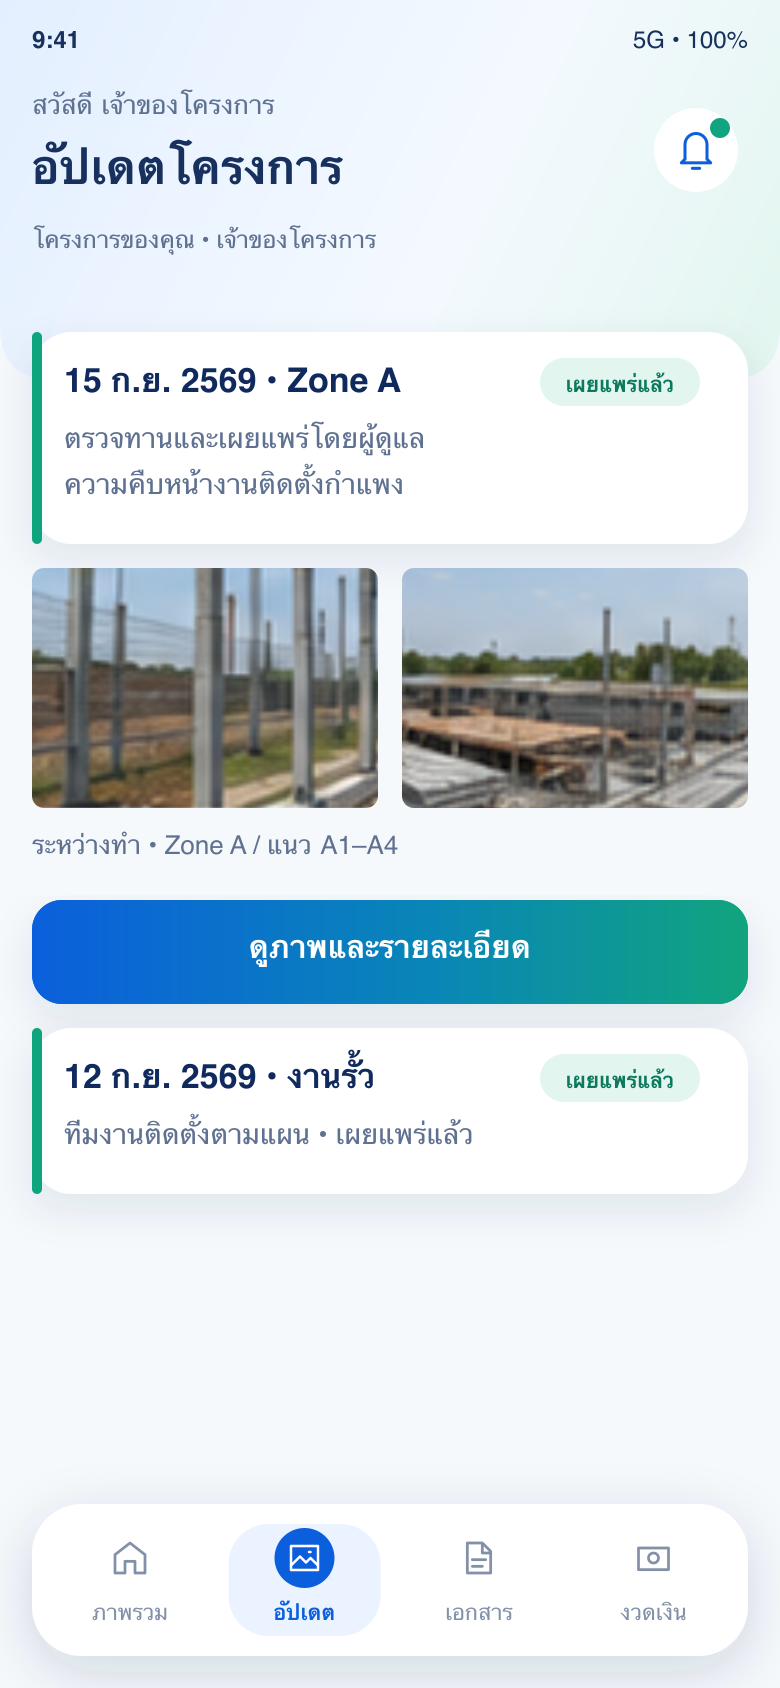 9:41
5G • 100%
สวัสดี เจ้าของโครงการ
อัปเดตโครงการ
โครงการของคุณ • เจ้าของโครงการ
15 ก.ย. 2569 • Zone A
เผยแพร่แล้ว
ตรวจทานและเผยแพร่โดยผู้ดูแล
ความคืบหน้างานติดตั้งกำแพง
ระหว่างทำ • Zone A / แนว A1–A4
ดูภาพและรายละเอียด
12 ก.ย. 2569 • งานรั้ว
เผยแพร่แล้ว
ทีมงานติดตั้งตามแผน • เผยแพร่แล้ว
ภาพรวม
อัปเดต
เอกสาร
งวดเงิน